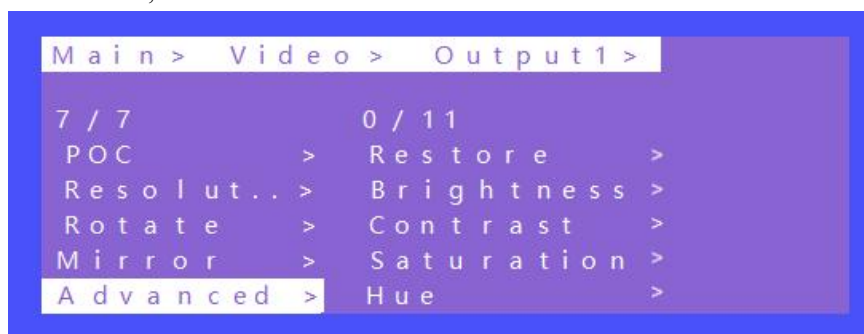 Main> Video> Output1>
7/7 0/11
POC > Restore >
Resolut..> Brightness >
Rotate > Contrast >
Mirror > Saturation >
Advanced > Hue >